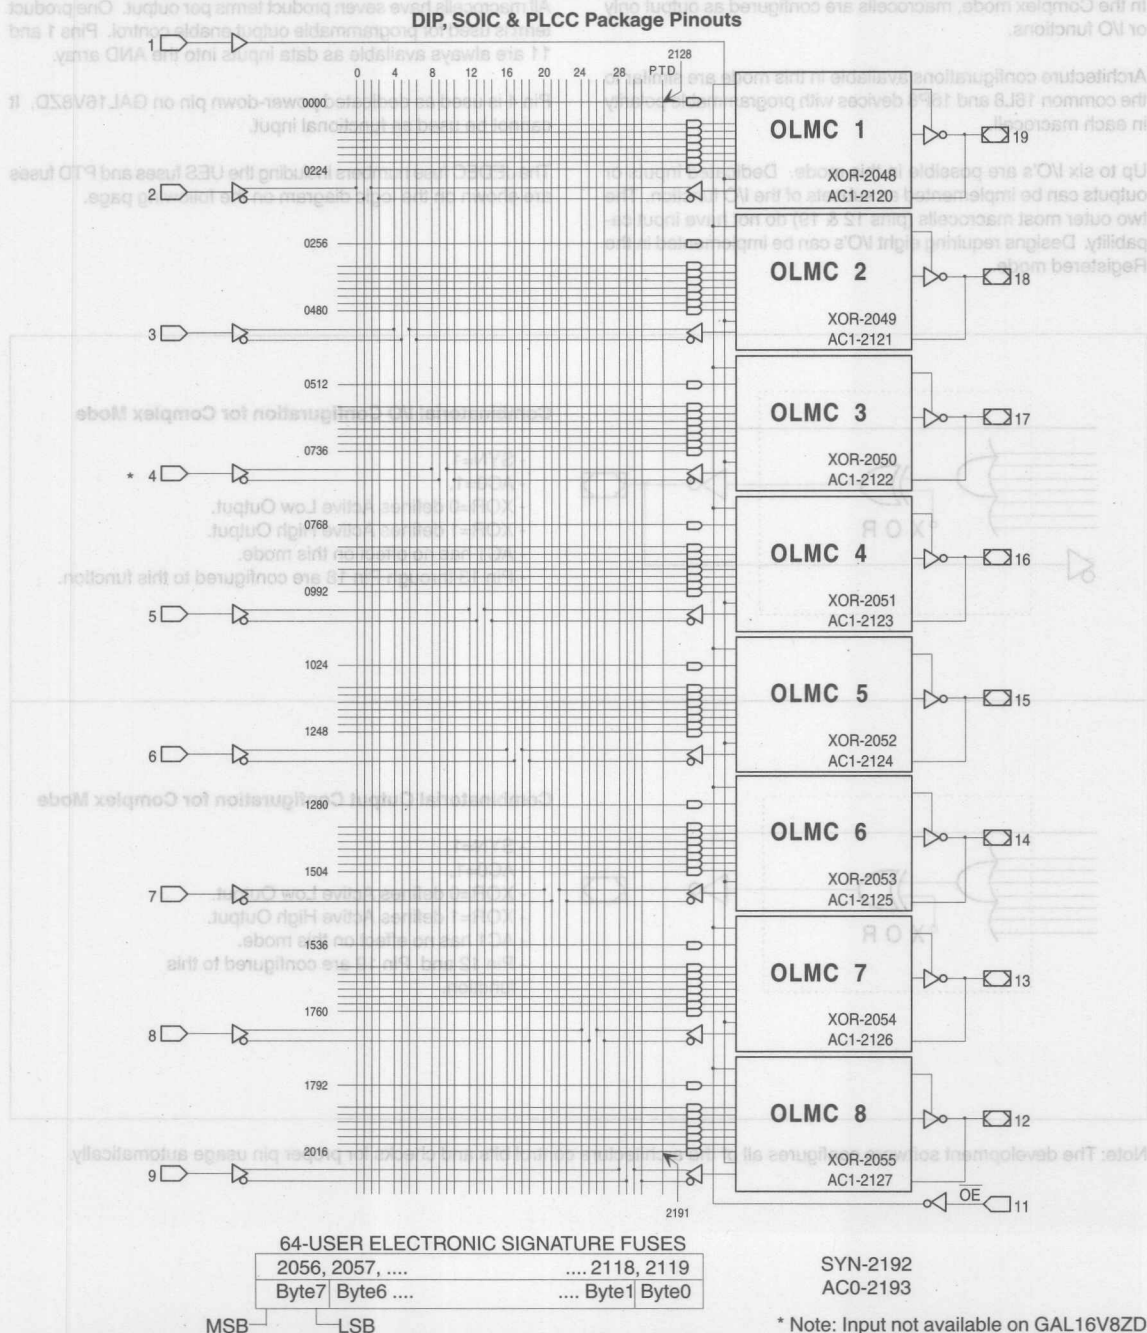 DIP, SOIC & PLCC Package Pinouts
1
2128
PTD
0 4 8 12 16 20 24 28
0000
OLMC 1
19
0224
XOR-2048
AC1-2120
2
0256
OLMC 2
18
0480
XOR-2049
AC1-2121
3
0512
OLMC 3
17
0736
XOR-2050
AC1-2122
* 4
0768
OLMC 4
16
0992
XOR-2051
AC1-2123
5
1024
OLMC 5
15
1248
XOR-2052
AC1-2124
6
1280
OLMC 6
14
1504
XOR-2053
AC1-2125
7
1536
OLMC 7
13
1760
XOR-2054
AC1-2126
8
1792
OLMC 8
12
2016
XOR-2055
AC1-2127
9
OE
11
2191
64-USER ELECTRONIC SIGNATURE FUSES
2056, 2057, .... .... 2118, 2119
Byte7 Byte6 .... .... Byte1 Byte0
MSB LSB
SYN-2192
AC0-2193
* Note: Input not available on GAL16V8ZD